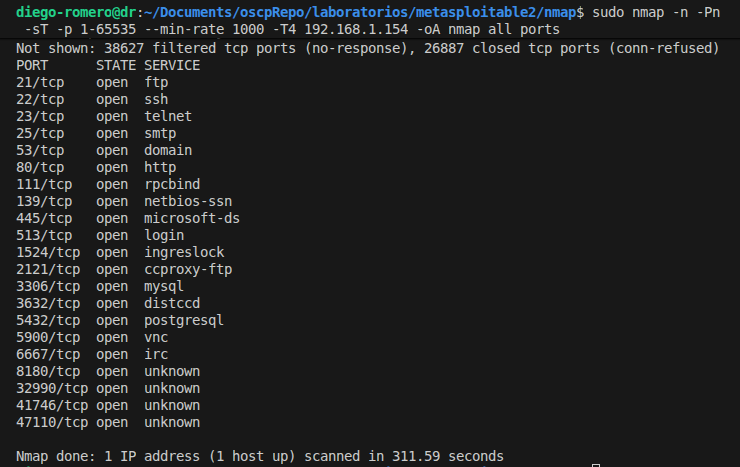 diego-romero@dr:~/Documents/oscpRepo/laboratorios/metasploitable2/nmap$ sudo nmap -n -Pn
 -sT -p 1-65535 --min-rate 1000 -T4 192.168.1.154 -oA nmap all ports
Not shown: 38627 filtered tcp ports (no-response), 26887 closed tcp ports (conn-refused)
PORT      STATE SERVICE
21/tcp    open  ftp
22/tcp    open  ssh
23/tcp    open  telnet
25/tcp    open  smtp
53/tcp    open  domain
80/tcp    open  http
111/tcp   open  rpcbind
139/tcp   open  netbios-ssn
445/tcp   open  microsoft-ds
513/tcp   open  login
1524/tcp  open  ingreslock
2121/tcp  open  ccproxy-ftp
3306/tcp  open  mysql
3632/tcp  open  distccd
5432/tcp  open  postgresql
5900/tcp  open  vnc
6667/tcp  open  irc
8180/tcp  open  unknown
32990/tcp open  unknown
41746/tcp open  unknown
47110/tcp open  unknown
Nmap done: 1 IP address (1 host up) scanned in 311.59 seconds